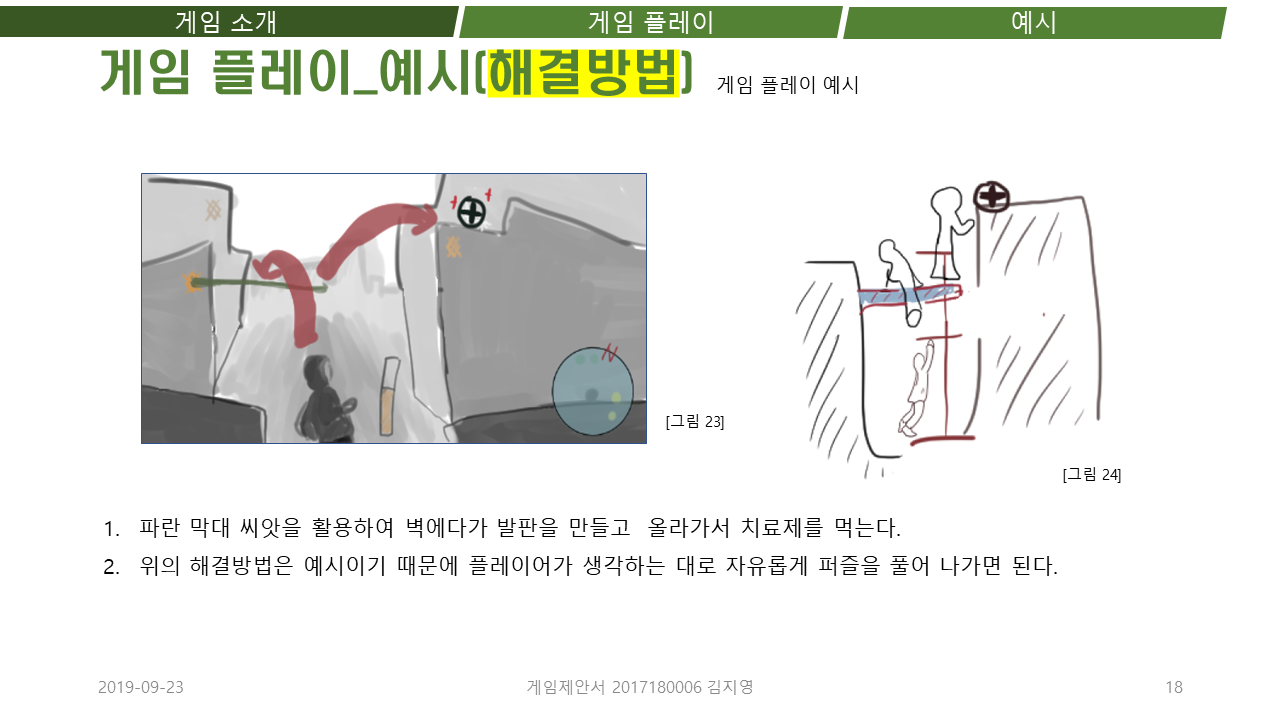 게임 소개
게임 플레이
예시
게임 플레이_예시(해결방법)
게임 플레이 예시
N
[그림 23]
[그림 24]
1. 파란 막대 씨앗을 활용하여 벽에다가 발판을 만들고 올라가서 치료제를 먹는다.
2. 위의 해결방법은 예시이기 때문에 플레이어가 생각하는 대로 자유롭게 퍼즐을 풀어 나가면 된다.
2019-09-23
게임제안서 2017180006 김지영
18